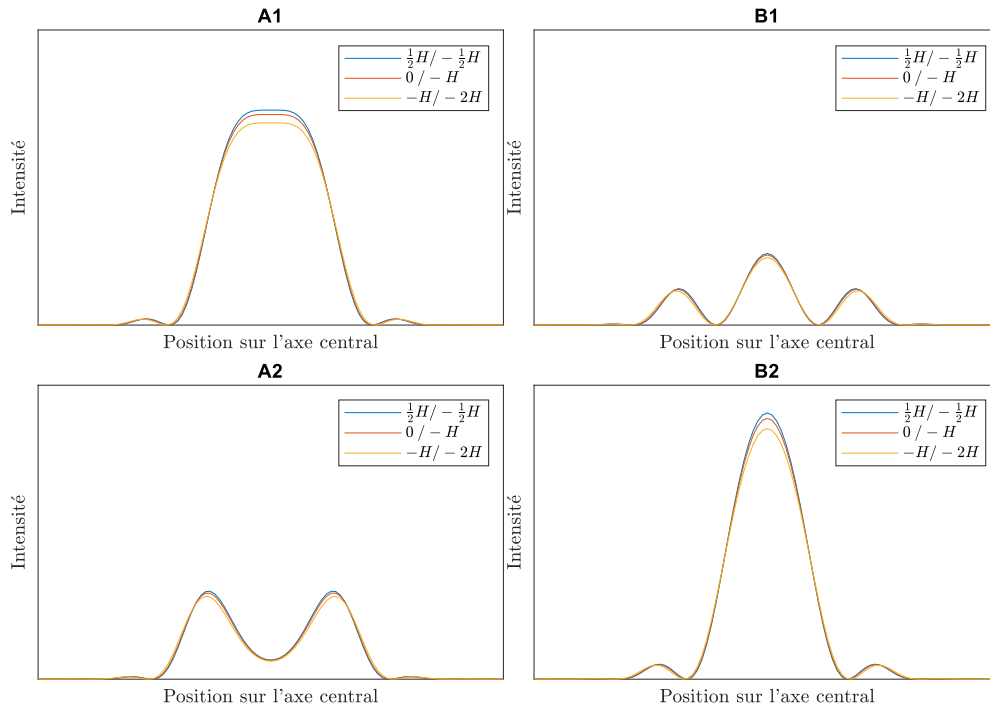 A1
½H/ − ½H
0 / − H
−H/ − 2H
Intensité
Position sur l'axe central
B1
½H/ − ½H
0 / − H
−H/ − 2H
Intensité
Position sur l'axe central
A2
½H/ − ½H
0 / − H
−H/ − 2H
Intensité
Position sur l'axe central
B2
½H/ − ½H
0 / − H
−H/ − 2H
Intensité
Position sur l'axe central